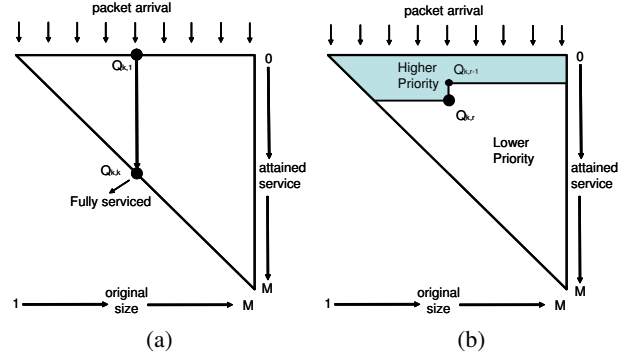 packet arrival
Q(k,1
0
Q(k,k
Fully serviced
attained
service
M
1
original
size
M
(a)
packet arrival
0
Higher
Priority
Q(k,r-1
Q(k,r
Lower
Priority
attained
service
M
1
original
size
M
(b)